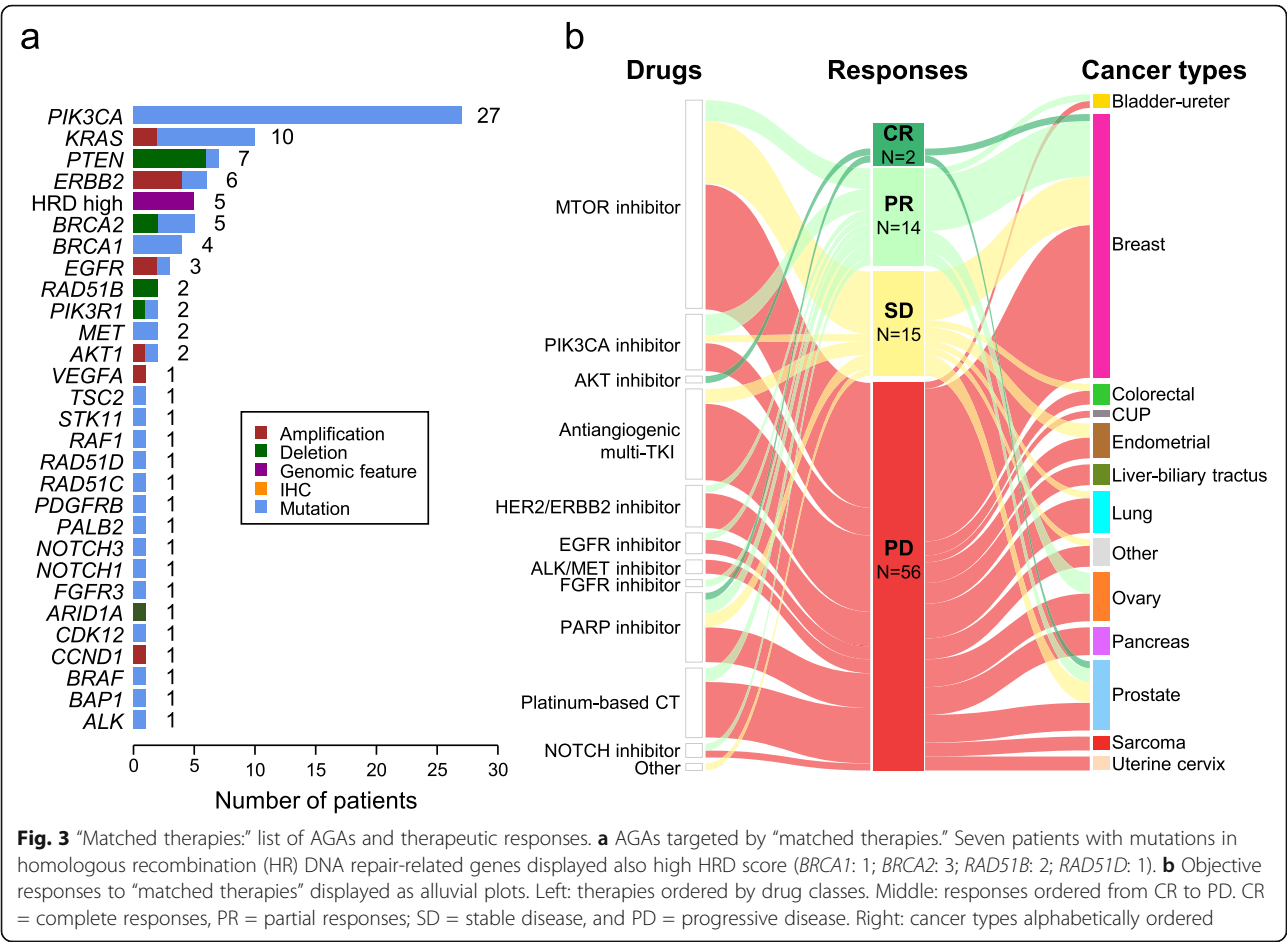 a
PIK3CA 27
KRAS 10
PTEN 7
ERBB2 6
HRD high 5
BRCA2 5
BRCA1 4
EGFR 3
RAD51B 2
PIK3R1 2
MET 2
AKT1 2
VEGFA 1
TSC2 1
STK11 1
RAF1 1
RAD51D 1
RAD51C 1
PDGFRB 1
PALB2 1
NOTCH3 1
NOTCH1 1
FGFR3 1
ARID1A 1
CDK12 1
CCND1 1
BRAF 1
BAP1 1
ALK 1
Amplification
Deletion
Genomic feature
IHC
Mutation
0 5 10 15 20 25 30
Number of patients
b
Drugs
MTOR inhibitor
PIK3CA inhibitor
AKT inhibitor
Antiangiogenic
multi-TKI
HER2/ERBB2 inhibitor
EGFR inhibitor
ALK/MET inhibitor
FGFR inhibitor
PARP inhibitor
Platinum-based CT
NOTCH inhibitor
Other
Responses
CR
N=2
PR
N=14
SD
N=15
PD
N=56
Cancer types
Bladder-ureter
Breast
Colorectal
CUP
Endometrial
Liver-biliary tractus
Lung
Other
Ovary
Pancreas
Prostate
Sarcoma
Uterine cervix
Fig. 3 “Matched therapies:” list of AGAs and therapeutic responses. a AGAs targeted by “matched therapies.” Seven patients with mutations in
homologous recombination (HR) DNA repair-related genes displayed also high HRD score (BRCA1: 1; BRCA2: 3; RAD51B: 2; RAD51D: 1). b Objective
responses to “matched therapies” displayed as alluvial plots. Left: therapies ordered by drug classes. Middle: responses ordered from CR to PD. CR
= complete responses, PR = partial responses; SD = stable disease, and PD = progressive disease. Right: cancer types alphabetically ordered